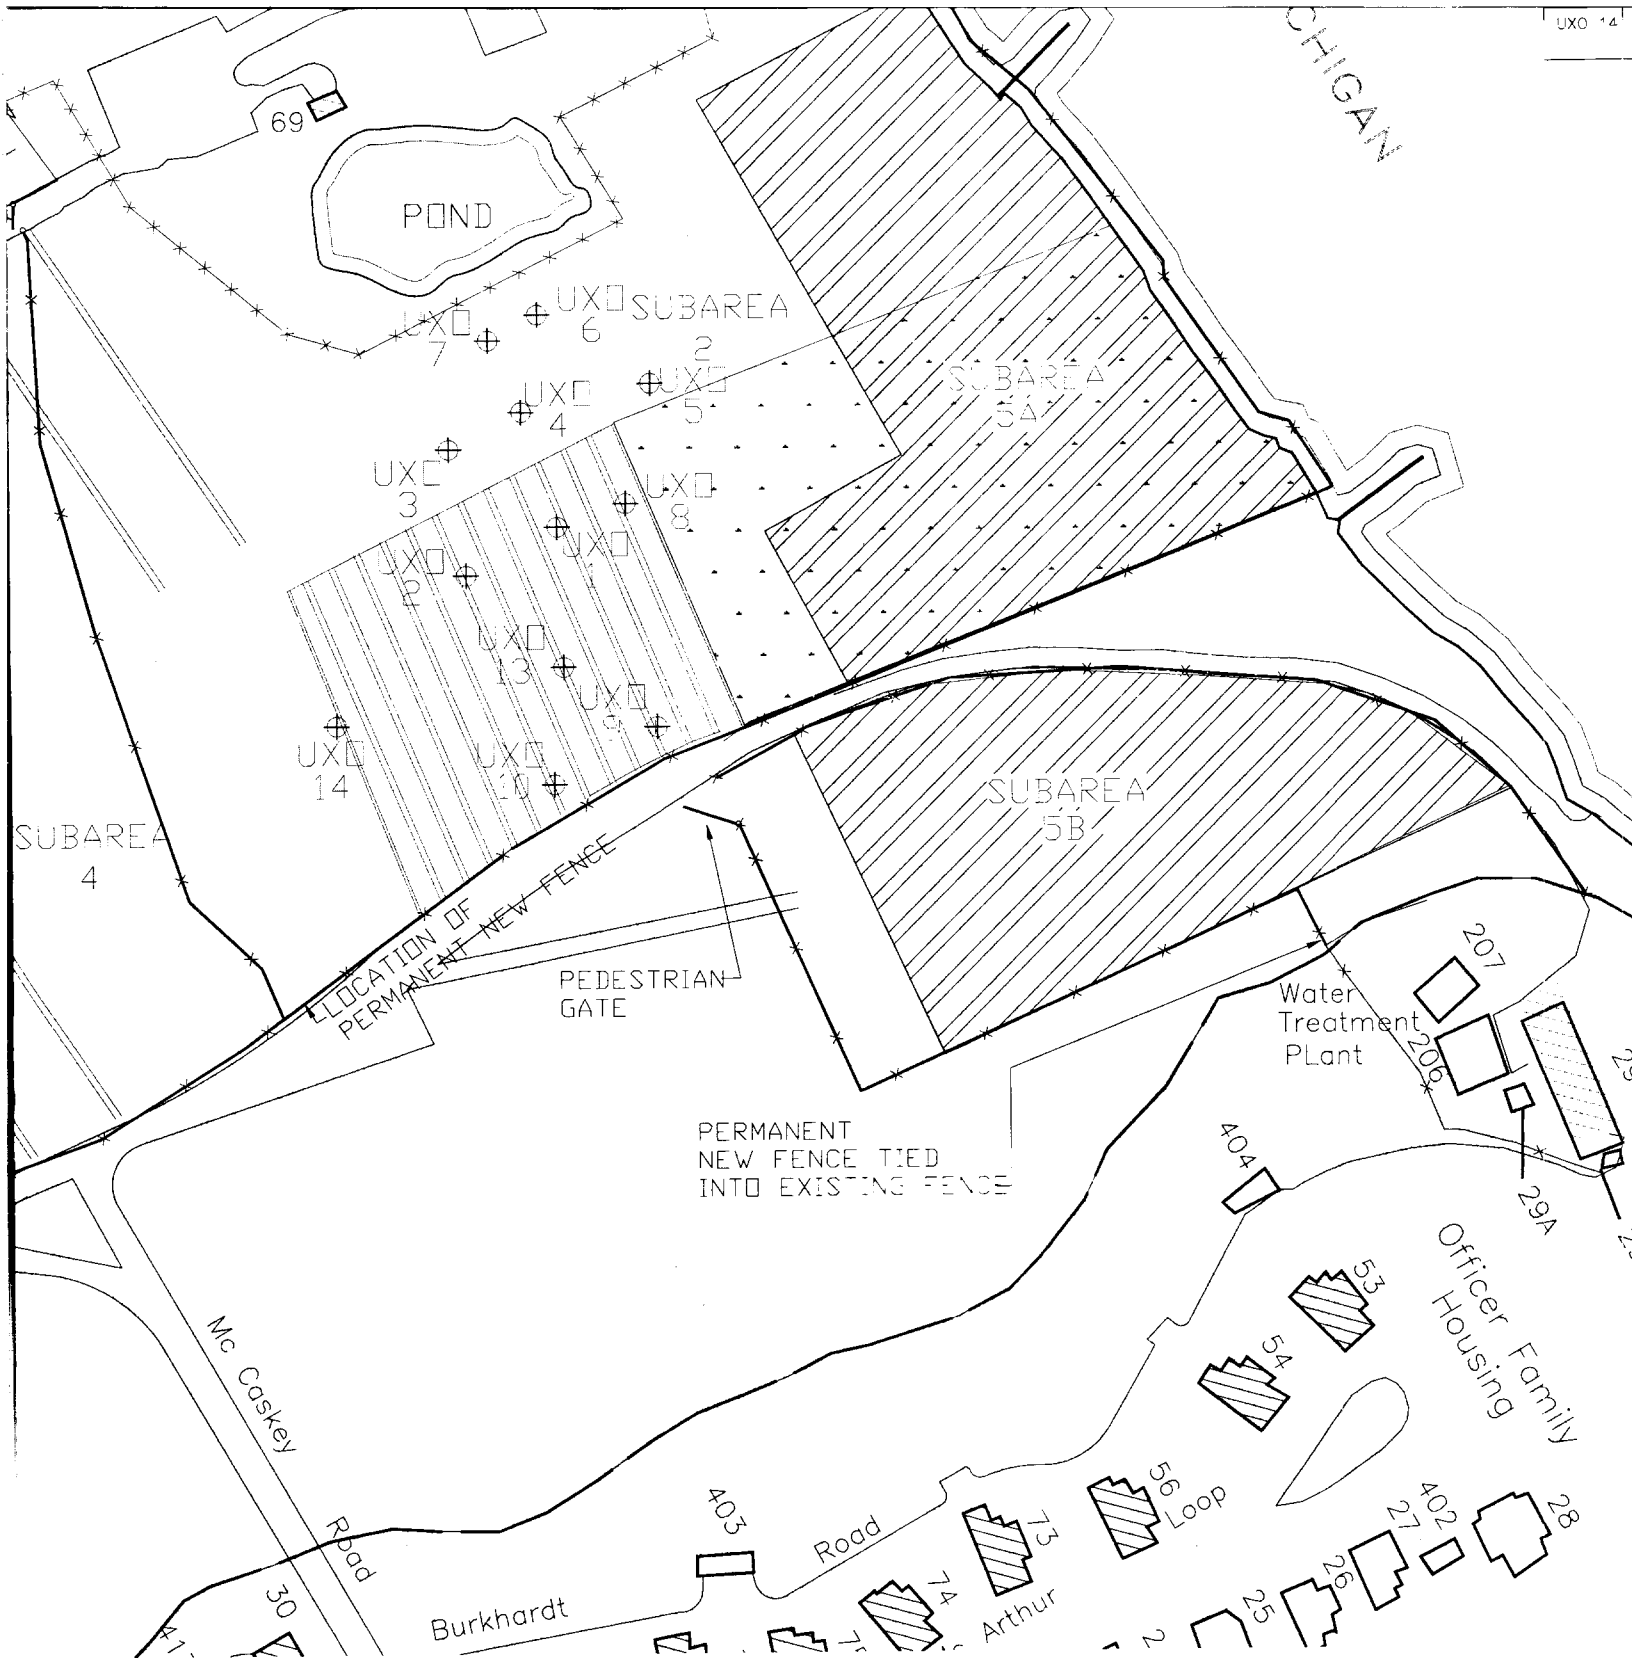 UXO 14
CHIGAN
69
POND
UXO
6
SUBAREA
2
UXO
7
UXO
5
UXO
4
SUBAREA
5A
UXO
3
UXO
8
UXO
1
UXO
2
UXO
13
UXO
9
UXO
14
UXO
10
SUBAREA
5B
SUBAREA
4
LOCATION OF
PERMANENT NEW FENCE
PEDESTRIAN
GATE
207
Water
Treatment
PLant
206
PERMANENT
NEW FENCE TIED
INTO EXISTING FENCE
404
29A
Officer Family
Housing
53
54
Mc Caskey
Road
56
Loop
403
Road
73
402
27
28
26
74
Arthur
25
30
Burkhardt